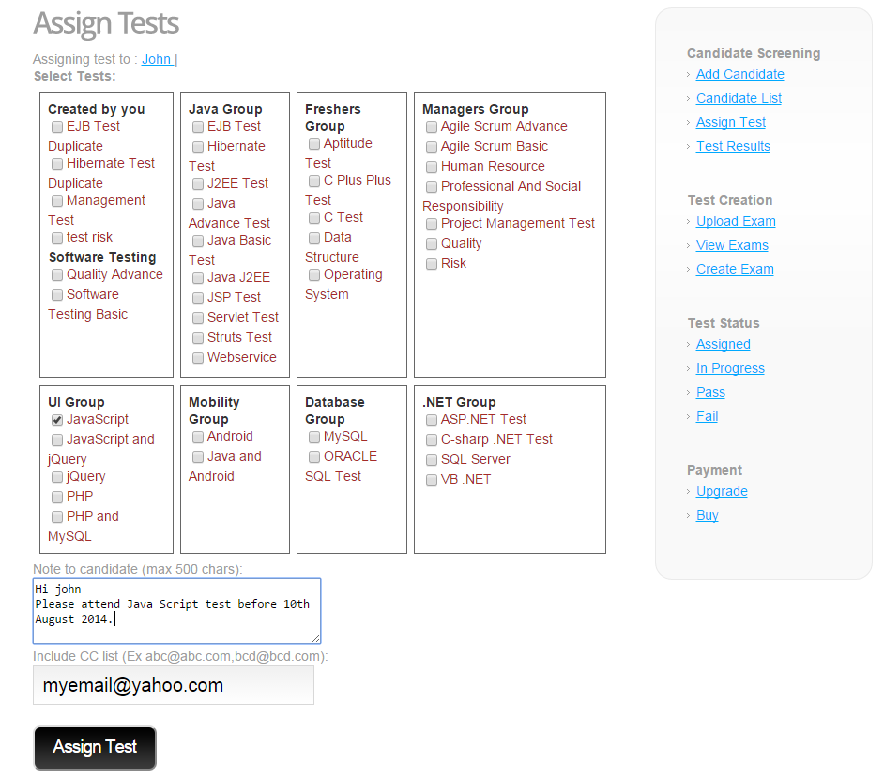 Assign Tests
Assigning test to : John |
Select Tests:
Created by you
EJB Test
Duplicate
Hibernate Test
Duplicate
Management
Test
test risk
Software Testing
Quality Advance
Software
Testing Basic
Java Group
EJB Test
Hibernate
Test
J2EE Test
Java
Advance Test
Java Basic
Test
Java J2EE
JSP Test
Servlet Test
Struts Test
Webservice
Freshers
Group
Aptitude
Test
C Plus Plus
Test
C Test
Data
Structure
Operating
System
Managers Group
Agile Scrum Advance
Agile Scrum Basic
Human Resource
Professional And Social
Responsibility
Project Management Test
Quality
Risk
UI Group
JavaScript
JavaScript and
jQuery
jQuery
PHP
PHP and
MySQL
Mobility
Group
Android
Java and
Android
Database
Group
MySQL
ORACLE
SQL Test
.NET Group
ASP.NET Test
C-sharp .NET Test
SQL Server
VB .NET
Note to candidate (max 500 chars):
Hi john
Please attend Java Script test before 10th
August 2014.
Include CC list (Ex abc@abc.com,bcd@bcd.com):
myemail@yahoo.com
Assign Test
Candidate Screening
Add Candidate
Candidate List
Assign Test
Test Results
Test Creation
Upload Exam
View Exams
Create Exam
Test Status
Assigned
In Progress
Pass
Fail
Payment
Upgrade
Buy